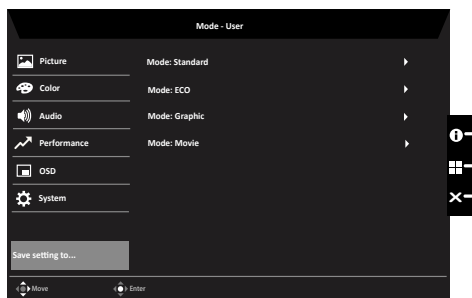 Mode - User
Picture
Mode: Standard
Color
Mode: ECO
Audio
Mode: Graphic
Performance
Mode: Movie
OSD
System
Save setting to...
Move
Enter